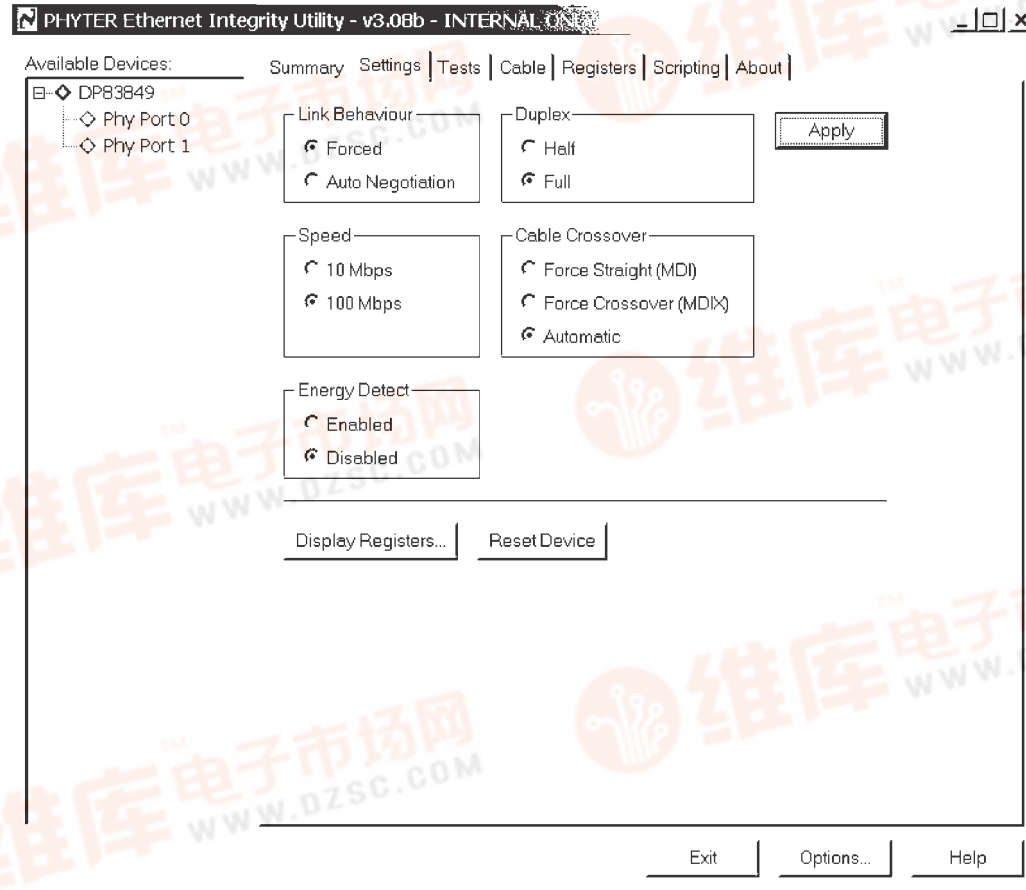 PHYTER Ethernet Integrity Utility - v3.08b - INTERNAL ONLY
Available Devices:
DP83849
Phy Port 0
Phy Port 1
Summary Settings Tests Cable Registers Scripting About
Link Behaviour
Forced
Auto Negotiation
Duplex
Half
Full
Apply
Speed
10 Mbps
100 Mbps
Cable Crossover
Force Straight (MDI)
Force Crossover (MDIX)
Automatic
Energy Detect
Enabled
Disabled
Display Registers... Reset Device
Exit Options... Help
维库电子市场网
WWW.DZSC.COM
TM